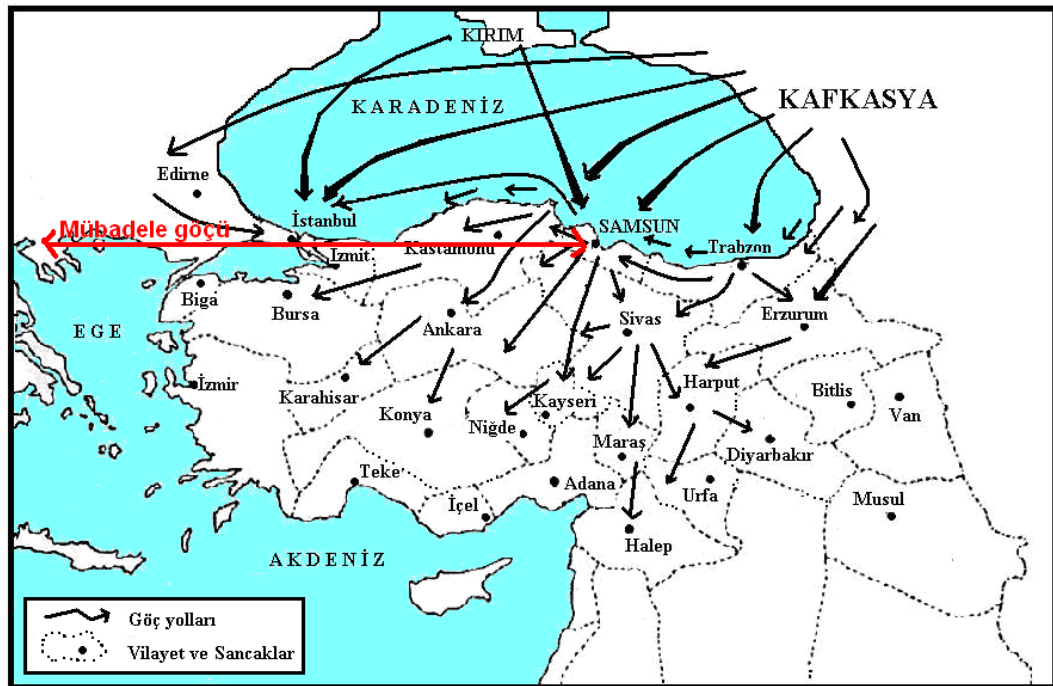 KIRIM
KARADENİZ
KAFKASYA
Edirne
İstanbul
SAMSUN
Mübadele göçü
Kastamonu
Trabzon
İzmit
Biga
Bursa
EGE
Ankara
Sivas
Erzurum
İzmir
Karahisar
Harput
Bitlis
Van
Konya
Niğde
Kayseri
Maraş
Diyarbakır
Teke
İçel
Adana
Urfa
Musul
Halep
AKDENİZ
Göç yolları
Vilayet ve Sancaklar